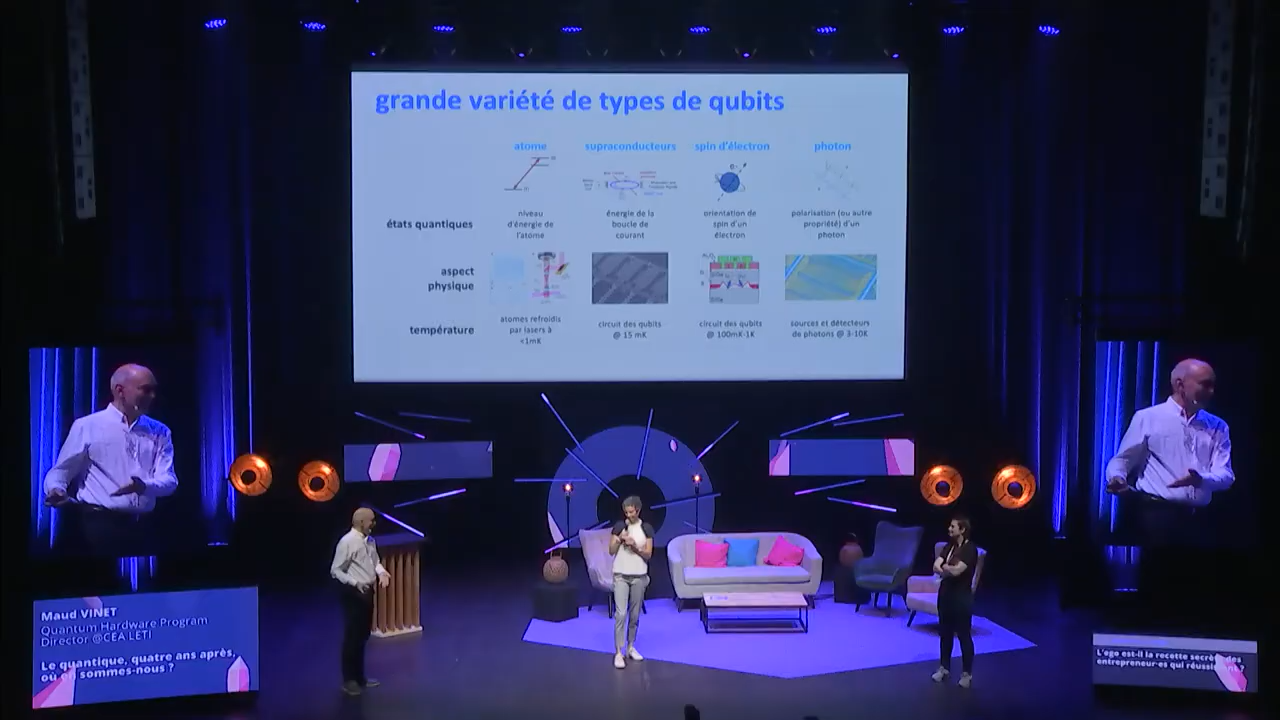 grande variété de types de qubits
atome
supraconducteurs
spin d'électron
photon
états quantiques
niveau
d'énergie de
l'atome
énergie de la
boucle de
courant
orientation de
spin d'un
électron
polarisation (ou autre
propriété) d'un
photon
aspect
physique
température
atomes refroidis
par lasers à
<1mK
circuit des qubits
@ 15 mK
circuit des qubits
@ 100mK-1K
sources et détecteurs
de photons @ 3-10K
Maud VINET
Quantum Hardware Program
Director @CEA LETI
Le quantique, quatre ans après,
où en sommes-nous ?
L'ego est-il la recette secrète des
entrepreneur·es qui réussissent ?